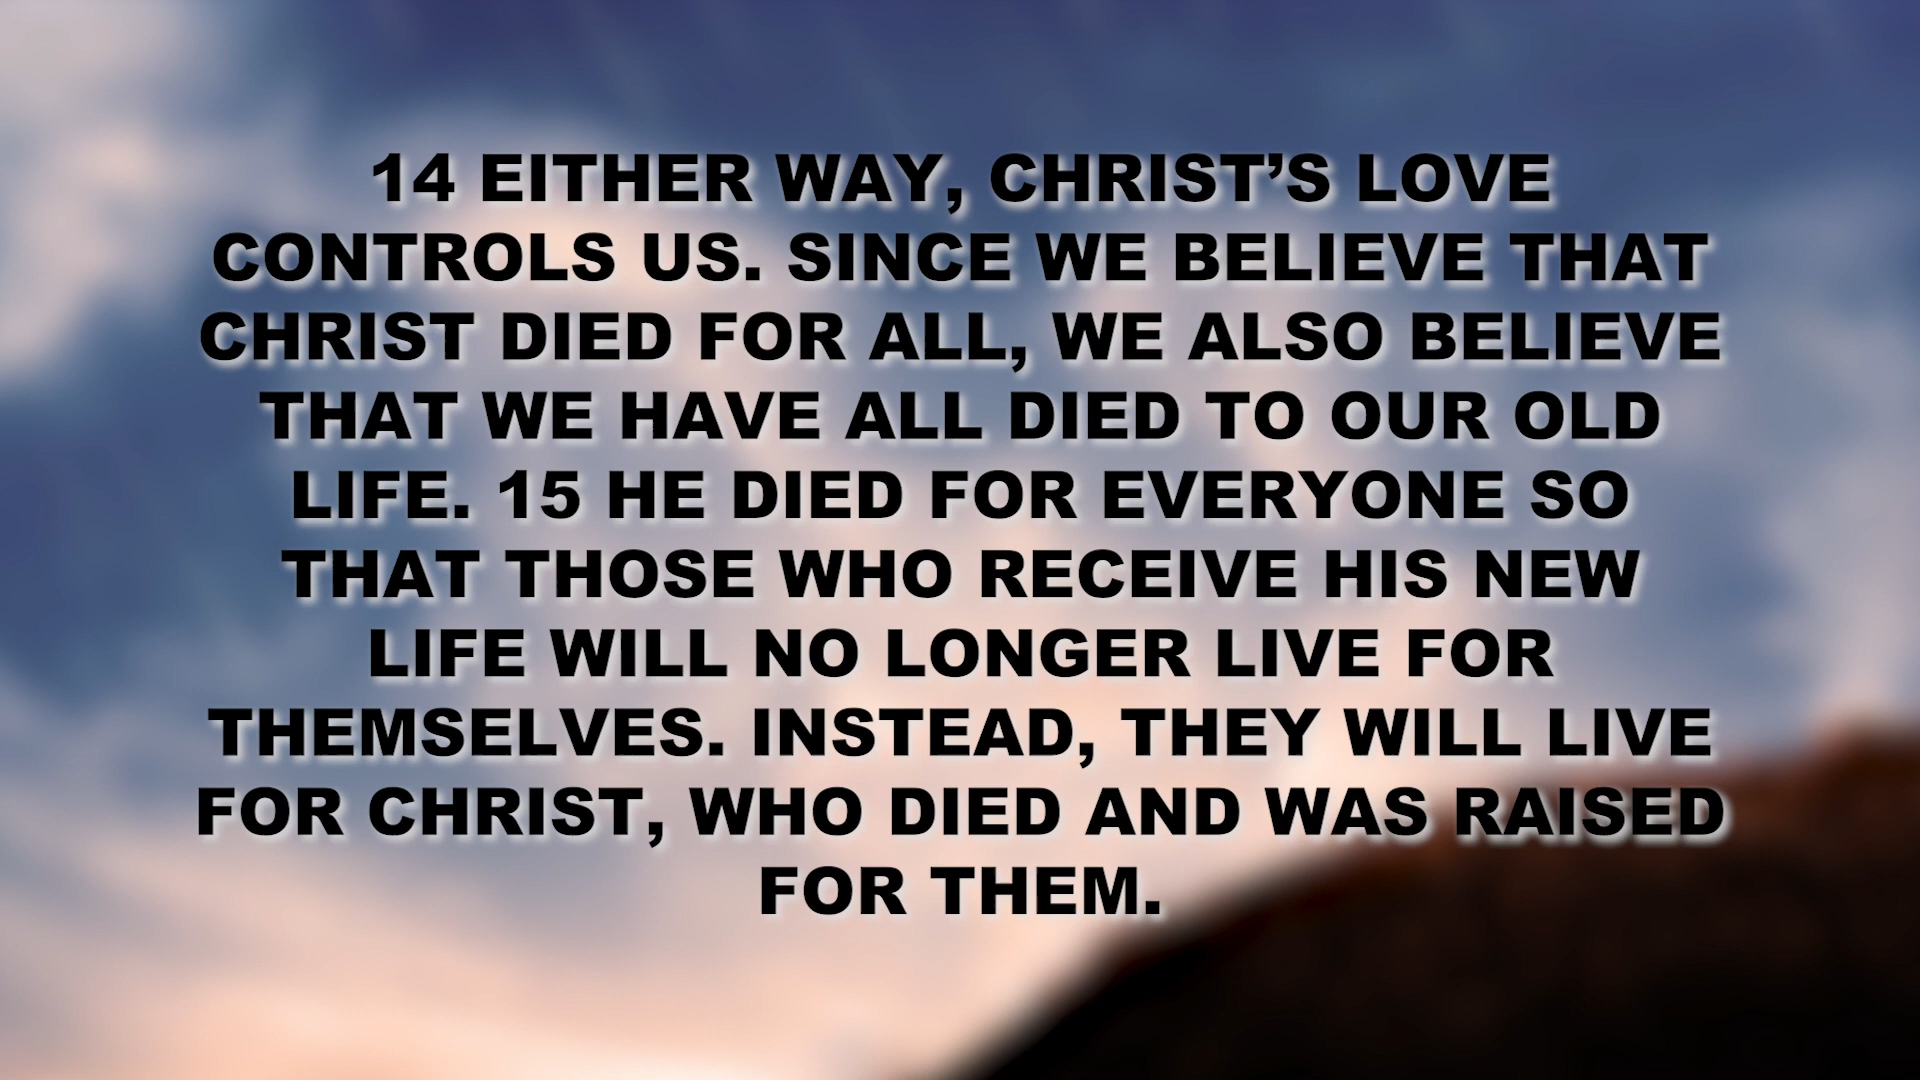 14 EITHER WAY, CHRIST’S LOVE
CONTROLS US. SINCE WE BELIEVE THAT
CHRIST DIED FOR ALL, WE ALSO BELIEVE
THAT WE HAVE ALL DIED TO OUR OLD
LIFE. 15 HE DIED FOR EVERYONE SO
THAT THOSE WHO RECEIVE HIS NEW
LIFE WILL NO LONGER LIVE FOR
THEMSELVES. INSTEAD, THEY WILL LIVE
FOR CHRIST, WHO DIED AND WAS RAISED
FOR THEM.